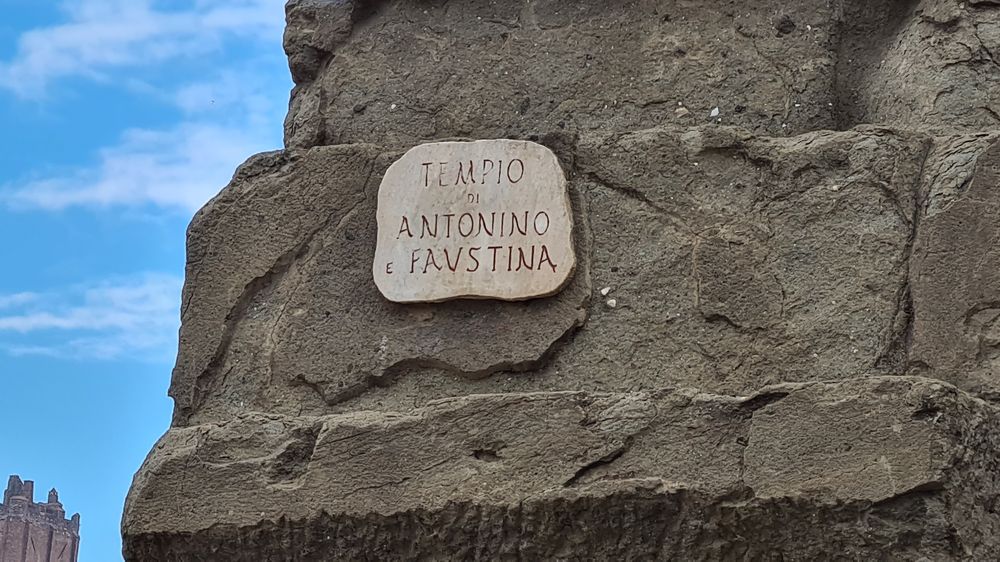 TEMPIO
DI
ANTONINO
E FAVSTINA